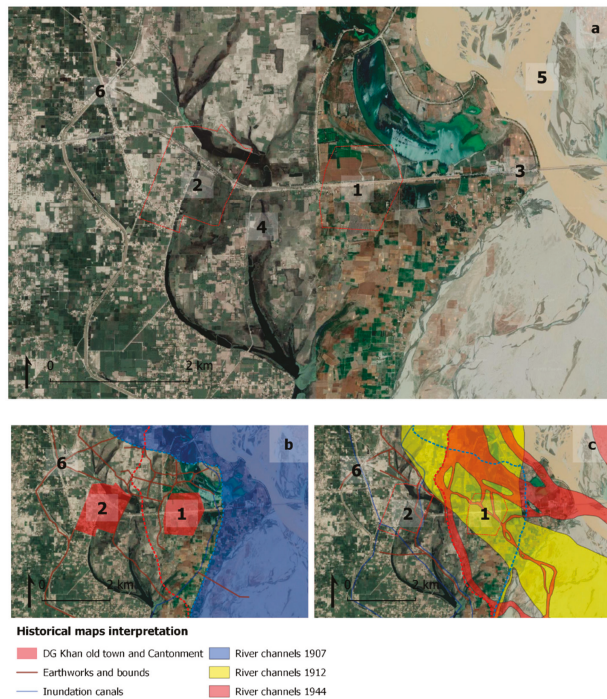 a
6
5
2
3
1
4
0
2 km
b
6
2
1
0
2 km
c
6
2
1
0
2 km
Historical maps interpretation
DG Khan old town and Cantonment
River channels 1907
Earthworks and bounds
River channels 1912
Inundation canals
River channels 1944